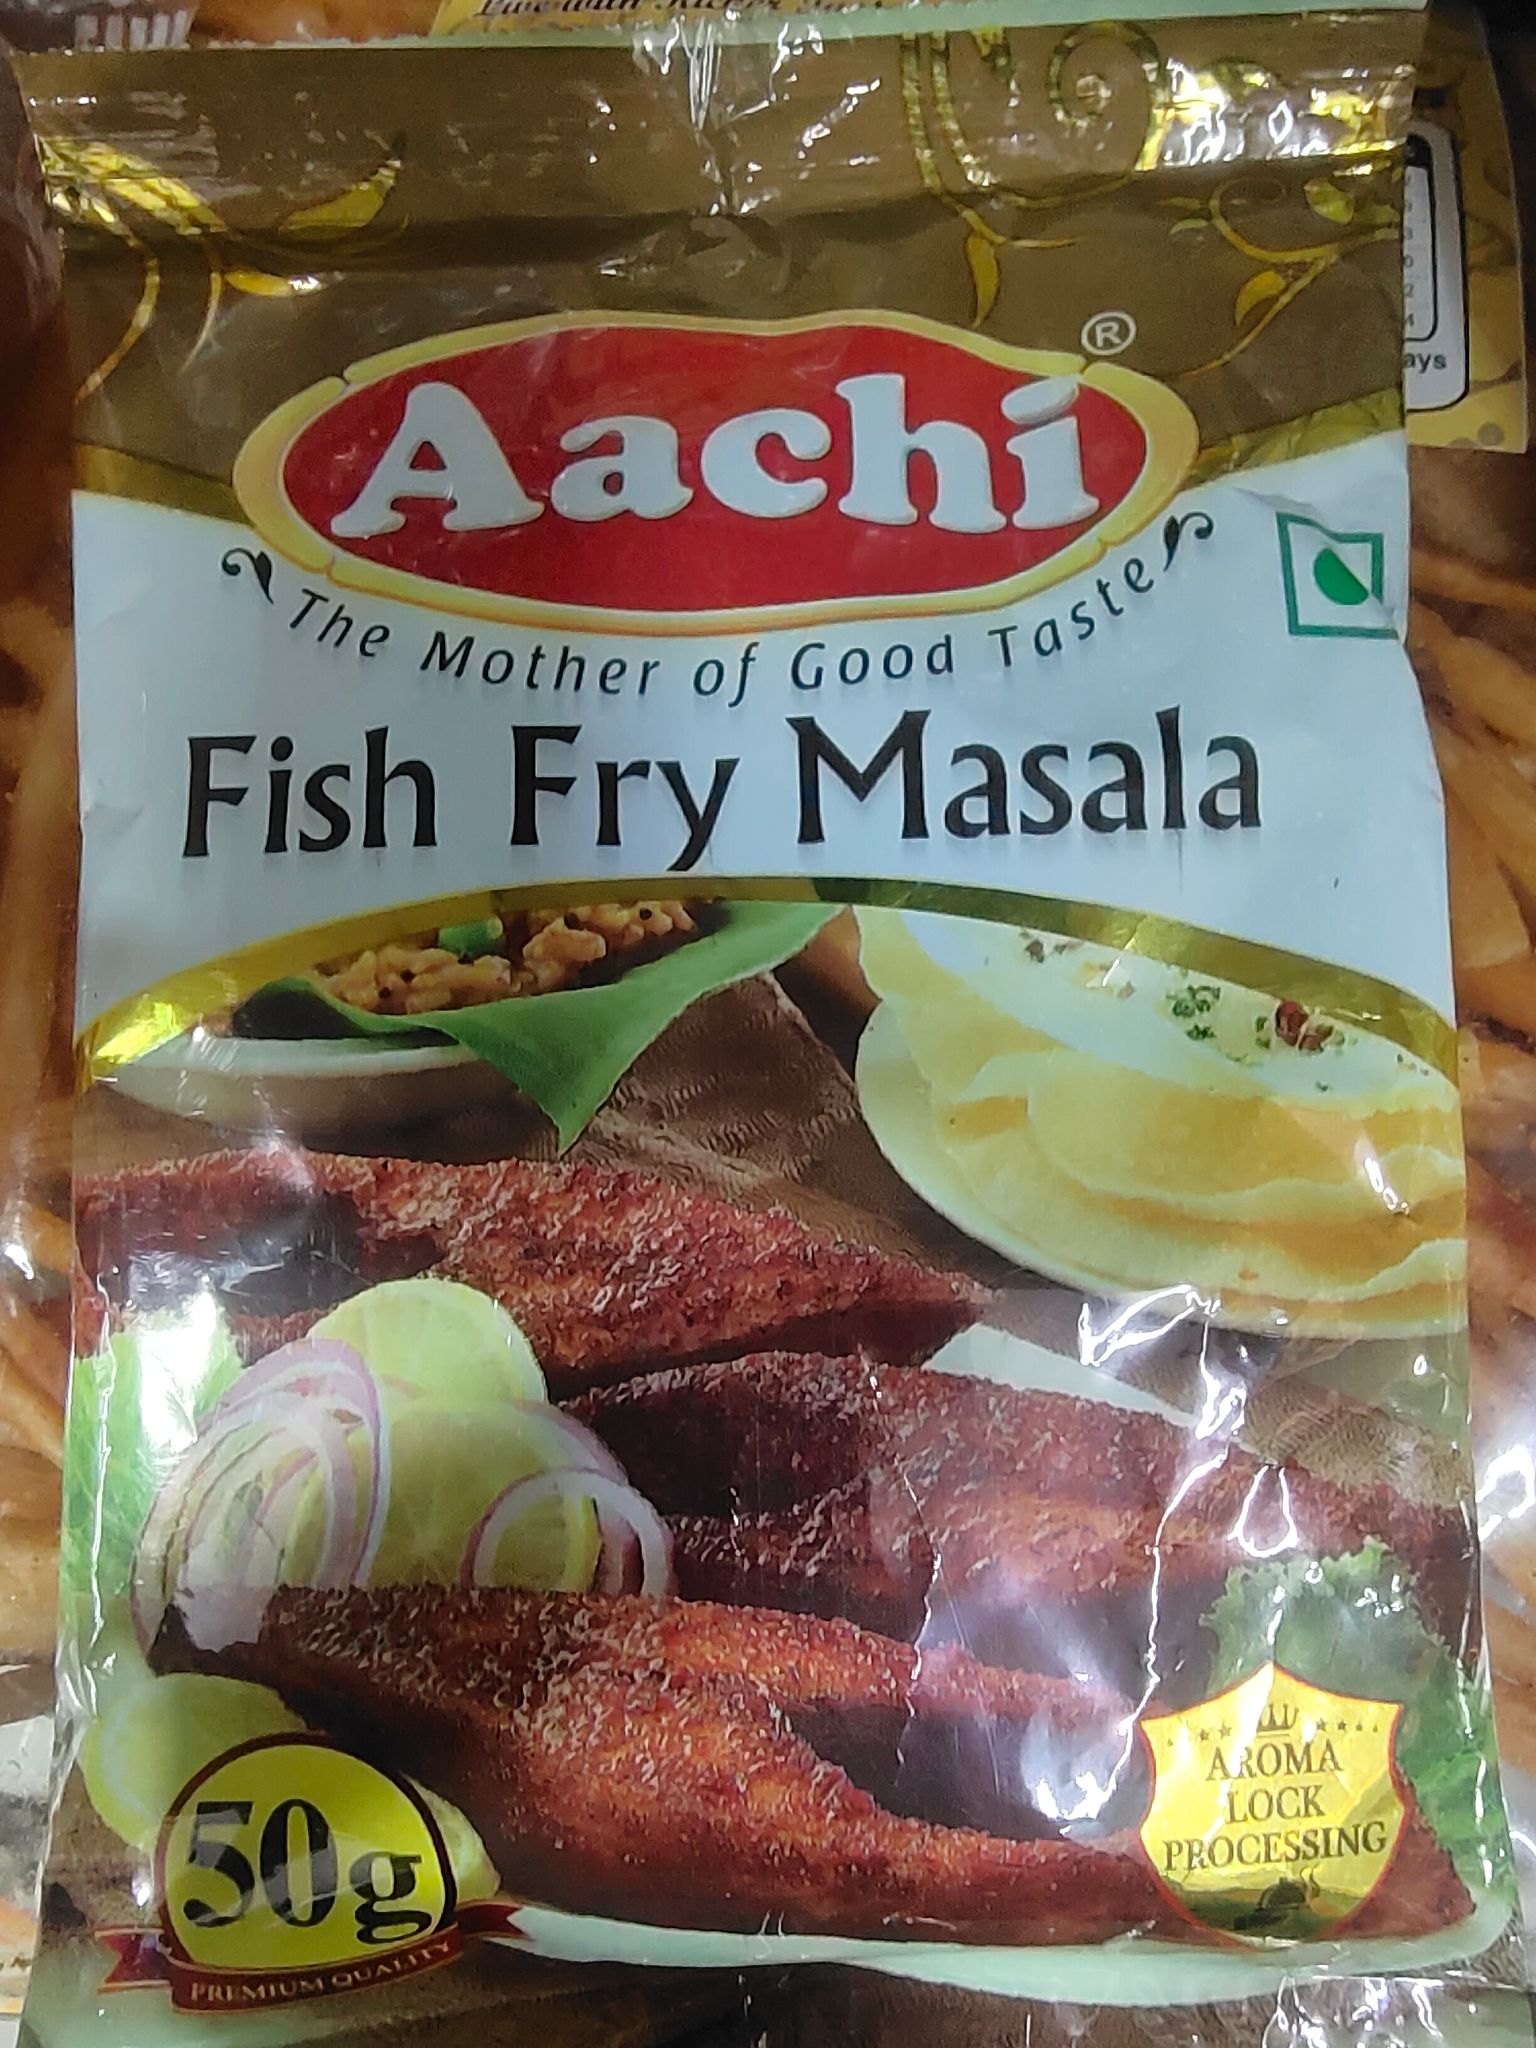 Aachi
®
The Mother of Good Taste
Fish Fry Masala
ays
50g
PREMIUM QUALITY
AROMA
LOCK
PROCESSING